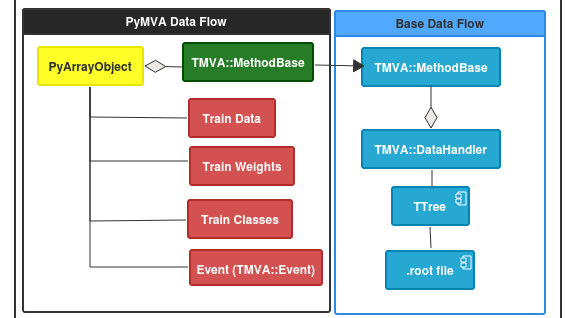 PyMVA Data Flow
PyArrayObject
TMVA::MethodBase
Train Data
Train Weights
Train Classes
Event (TMVA::Event)
Base Data Flow
TMVA::MethodBase
TMVA::DataHandler
TTree
.root file